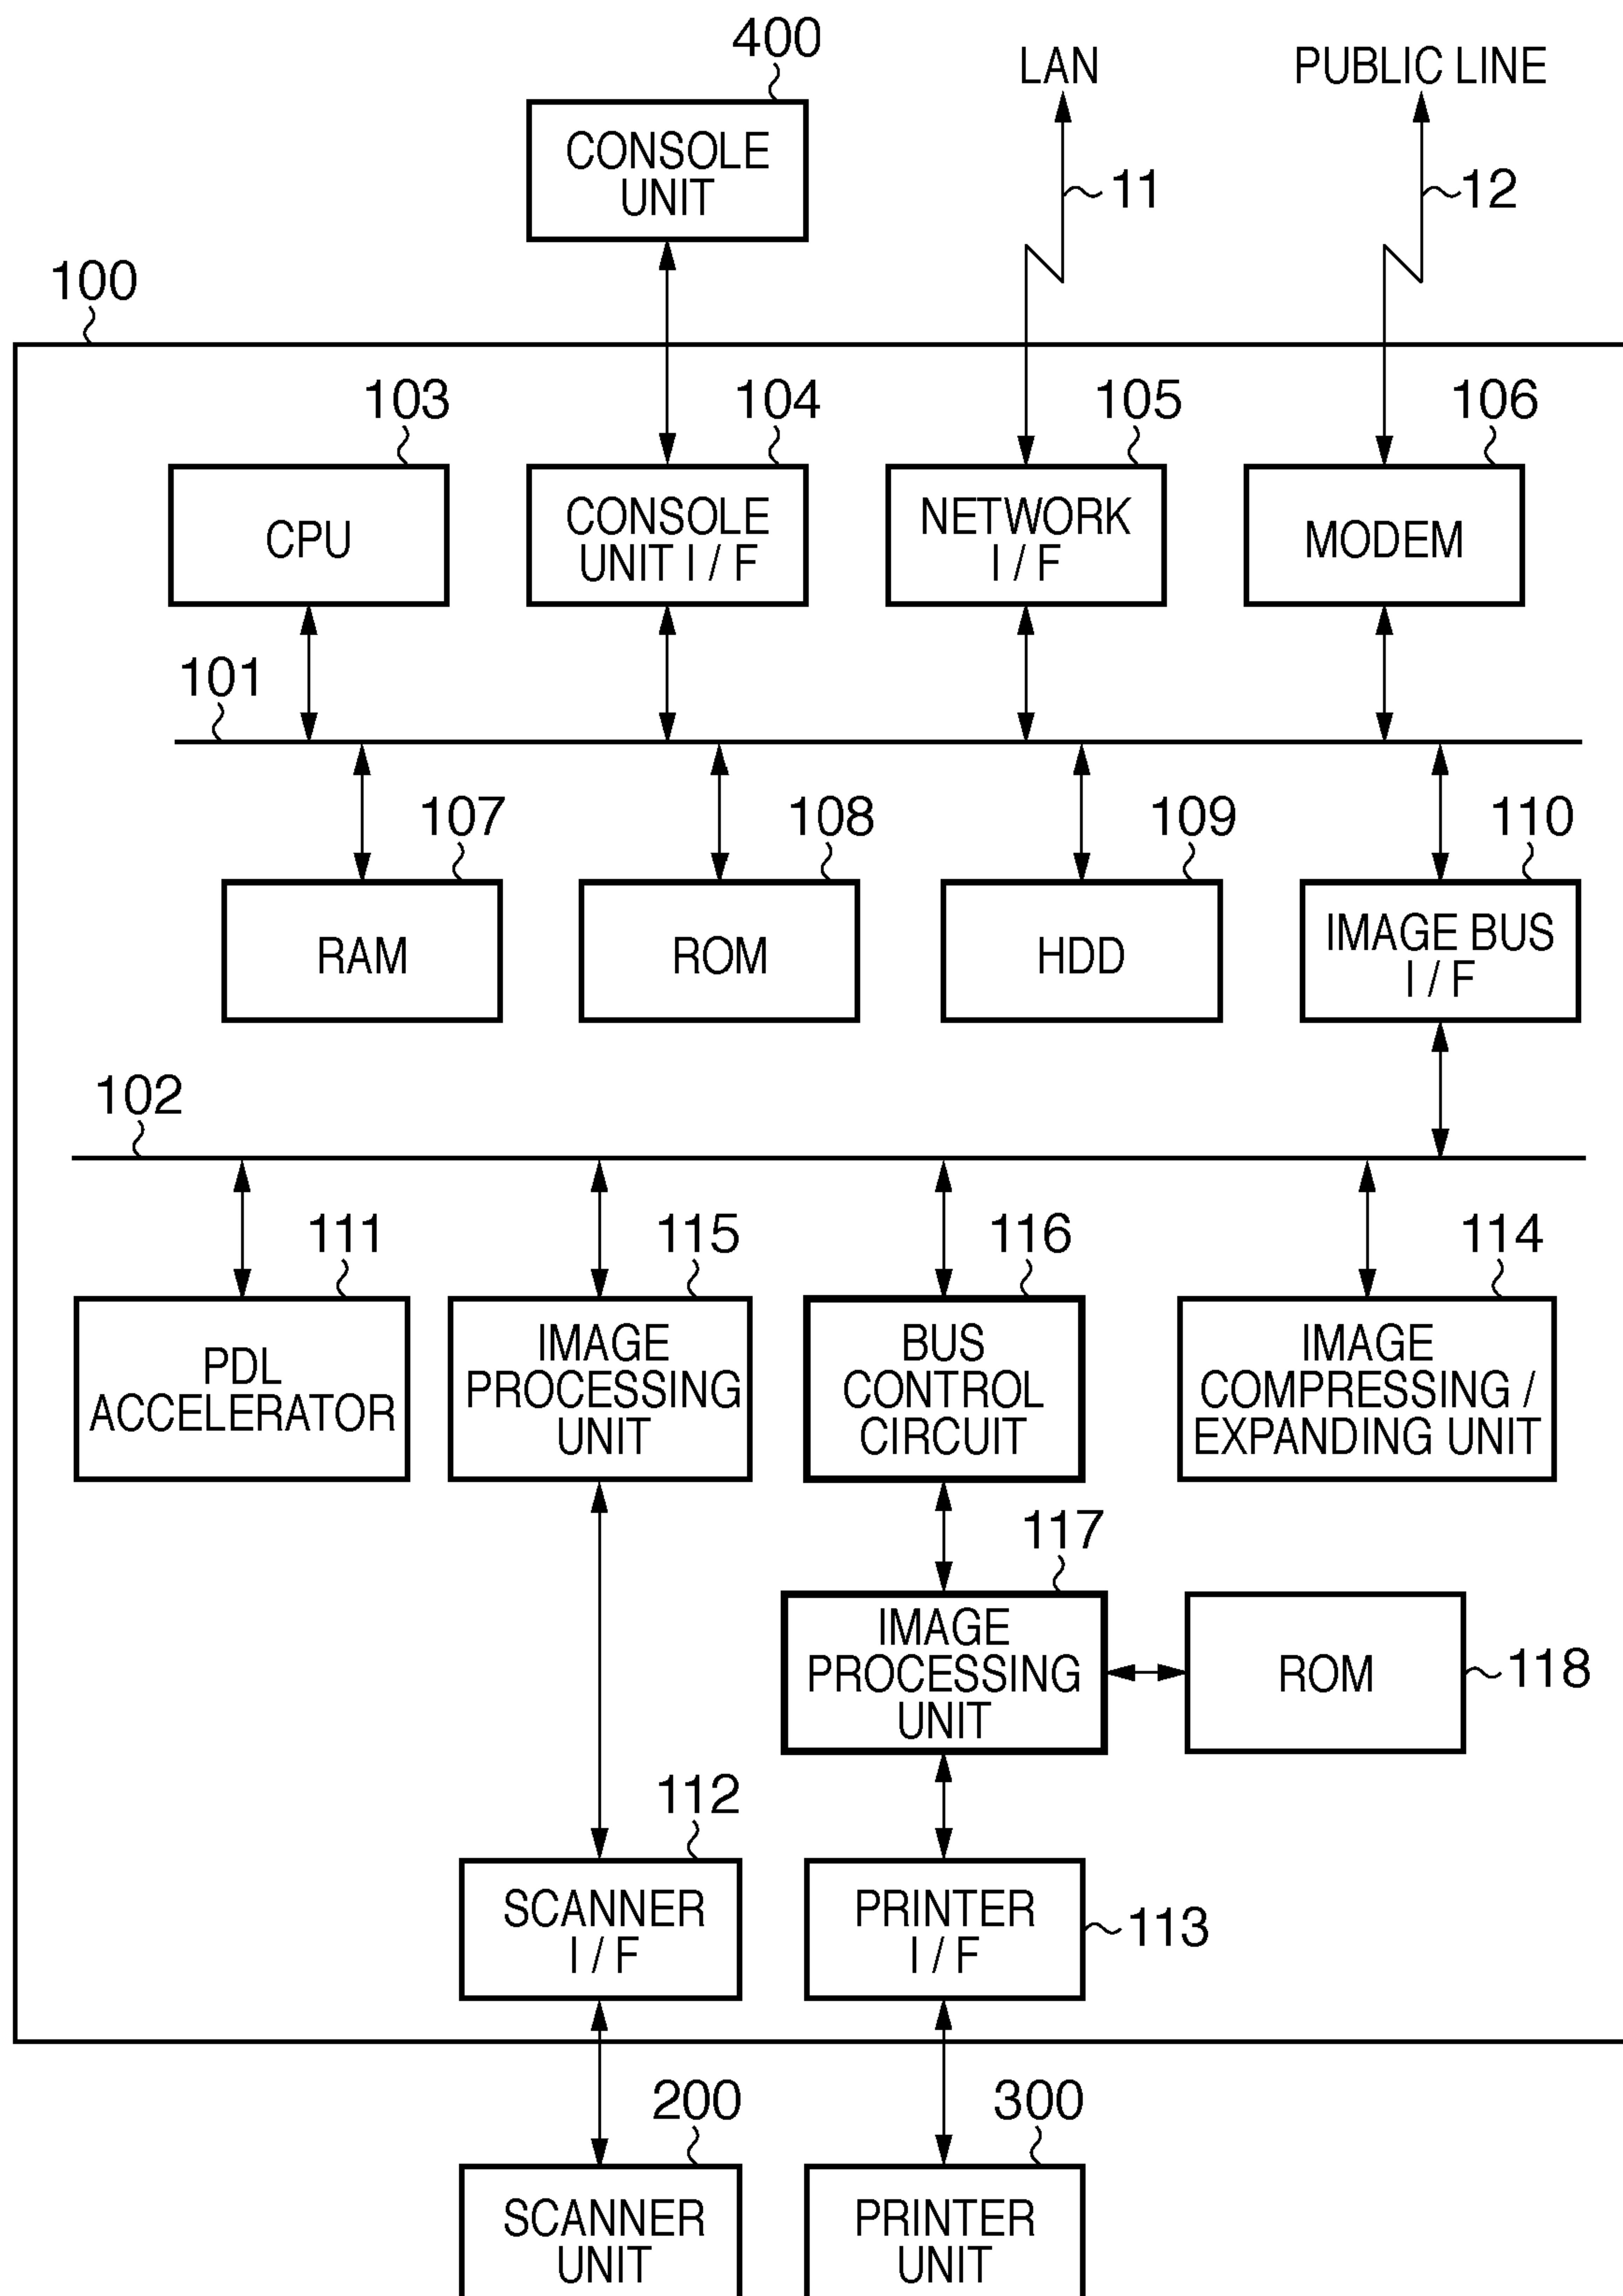 400
LAN
PUBLIC LINE
CONSOLE
UNIT
11
12
100
103
104
105
106
CPU
CONSOLE
UNIT I / F
NETWORK
I / F
MODEM
101
107
108
109
110
RAM
ROM
HDD
IMAGE BUS
I / F
102
111
115
116
114
PDL
ACCELERATOR
IMAGE
PROCESSING
UNIT
BUS
CONTROL
CIRCUIT
IMAGE
COMPRESSING /
EXPANDING UNIT
117
IMAGE
PROCESSING
UNIT
ROM
118
112
SCANNER
I / F
PRINTER
I / F
113
200
300
SCANNER
UNIT
PRINTER
UNIT